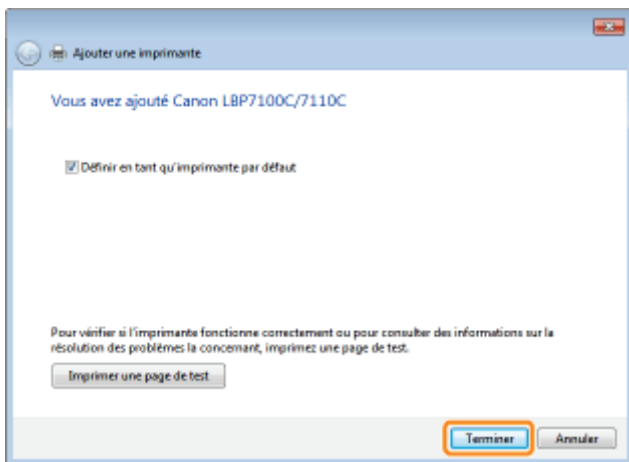 Ajouter une imprimante
Vous avez ajouté Canon LBP7100C/7110C
Définir en tant qu'imprimante par défaut
Pour vérifier si l'imprimante fonctionne correctement ou pour consulter des informations sur la
résolution des problèmes la concernant, imprimez une page de test.
Imprimer une page de test
Terminer Annuler